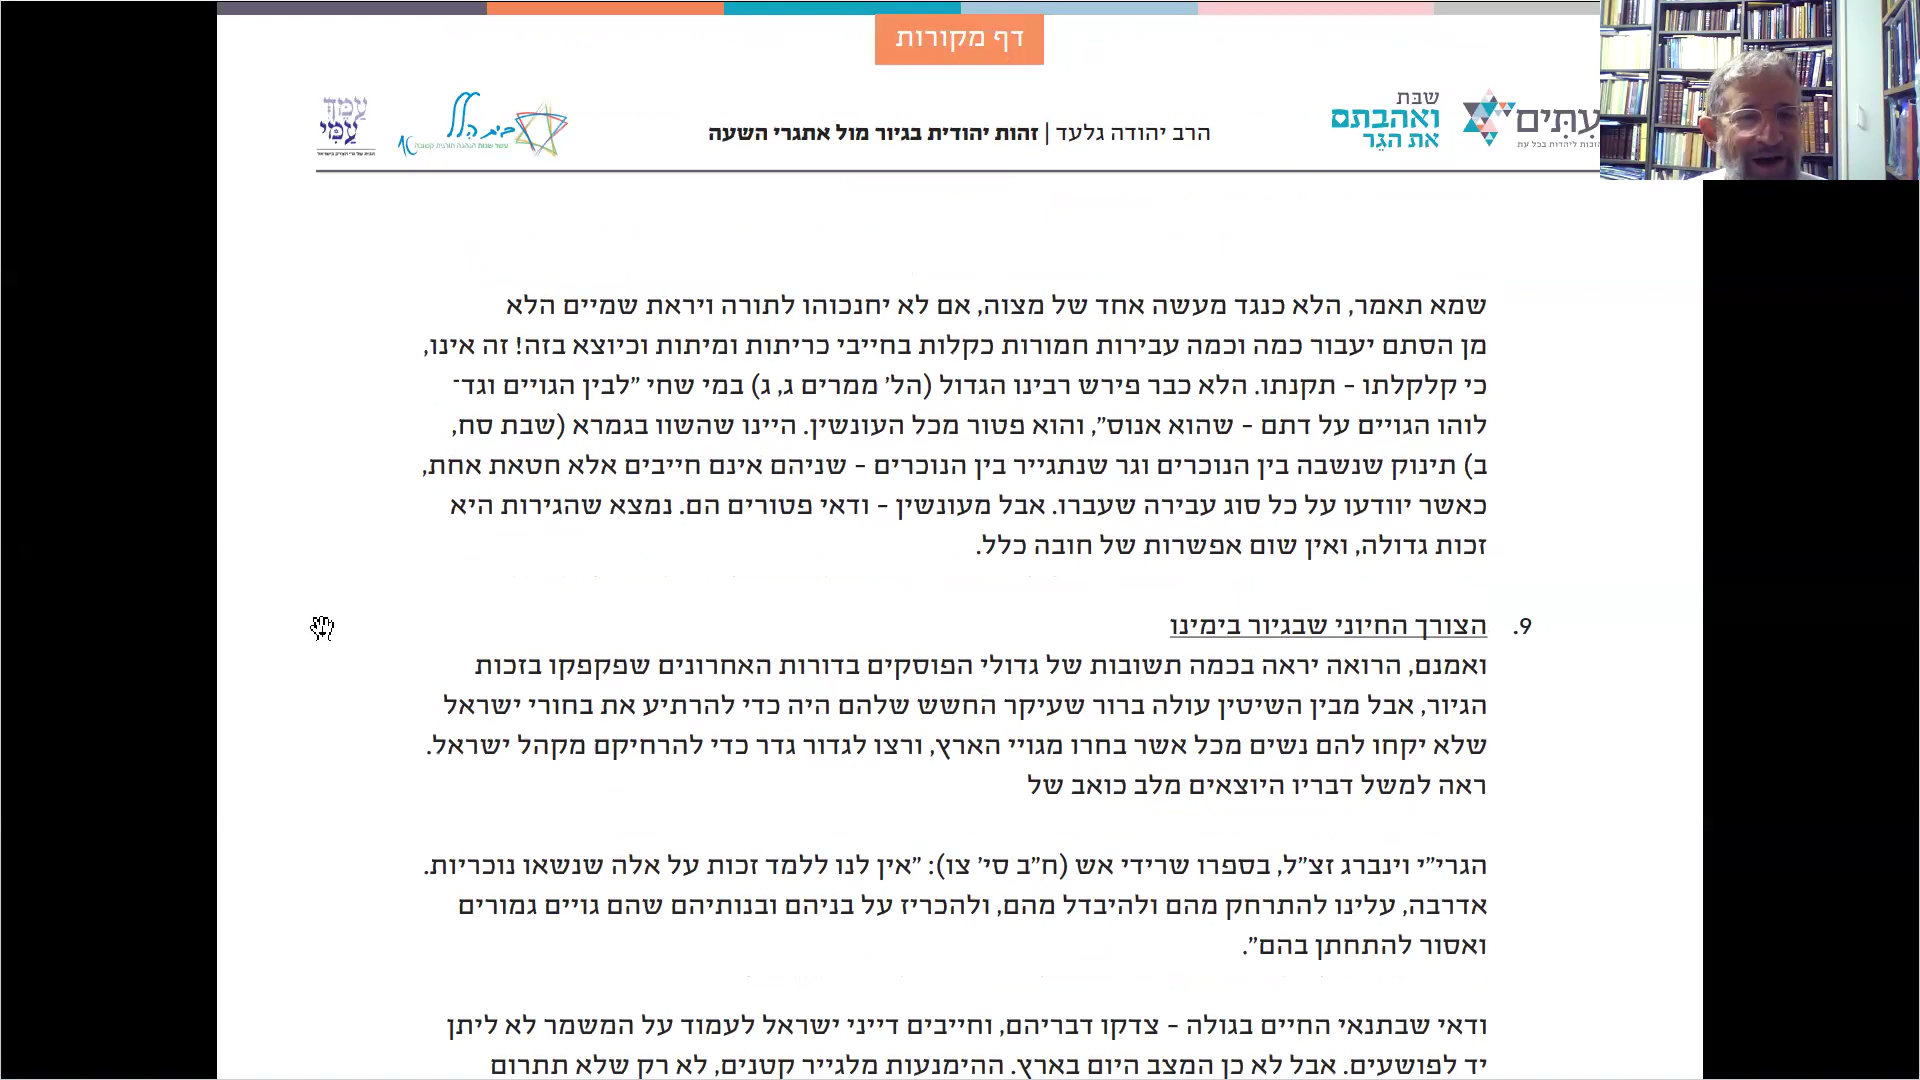 דף מקורות
שבת
ואהבתם
את הגר
עתים
הרב יהודה גלעד | זהות יהודית בגיור מול אתגרי השעה
בית הלל
עמך
עמי
שמא תאמר, הלא כנגד מעשה אחד של מצוה, אם לא יחנכוהו לתורה ויראת שמיים הלא
מן הסתם יעבור כמה וכמה עבירות חמורות כקלות בחייבי כריתות ומיתות וכיוצא בזה! זה אינו,
כי קלקלתו - תקנתו. הלא כבר פירש רבינו הגדול (הל' ממרים ג, ג) במי שחי "לבין הגויים וגד־
לוהו הגויים על דתם - שהוא אנוס", והוא פטור מכל העונשין. היינו שהשוו בגמרא (שבת סח,
ב) תינוק שנשבה בין הנוכרים וגר שנתגייר בין הנוכרים - שניהם אינם חייבים אלא חטאת אחת,
כאשר יוודעו על כל סוג עבירה שעברו. אבל מעונשין - ודאי פטורים הם. נמצא שהגירות היא
זכות גדולה, ואין שום אפשרות של חובה כלל.
9. הצורך החיוני שבגיור בימינו
ואמנם, הרואה יראה בכמה תשובות של גדולי הפוסקים בדורות האחרונים שפקפקו בזכות
הגיור, אבל מבין השיטין עולה ברור שעיקר החשש שלהם היה כדי להרתיע את בחורי ישראל
שלא יקחו להם נשים מכל אשר בחרו מגויי הארץ, ורצו לגדור גדר כדי להרחיקם מקהל ישראל.
ראה למשל דבריו היוצאים מלב כואב של
הגרי"י וינברג זצ"ל, בספרו שרידי אש (ח"ב סי' צו): "אין לנו ללמד זכות על אלה שנשאו נוכריות.
אדרבה, עלינו להתרחק מהם ולהיבדל מהם, ולהכריז על בניהם ובנותיהם שהם גויים גמורים
ואסור להתחתן בהם".
ודאי שבתנאי החיים בגולה - צדקו דבריהם, וחייבים דייני ישראל לעמוד על המשמר לא ליתן
יד לפושעים. אבל לא כן המצב היום בארץ. ההימנעות מלגייר קטנים, לא רק שלא תתרום